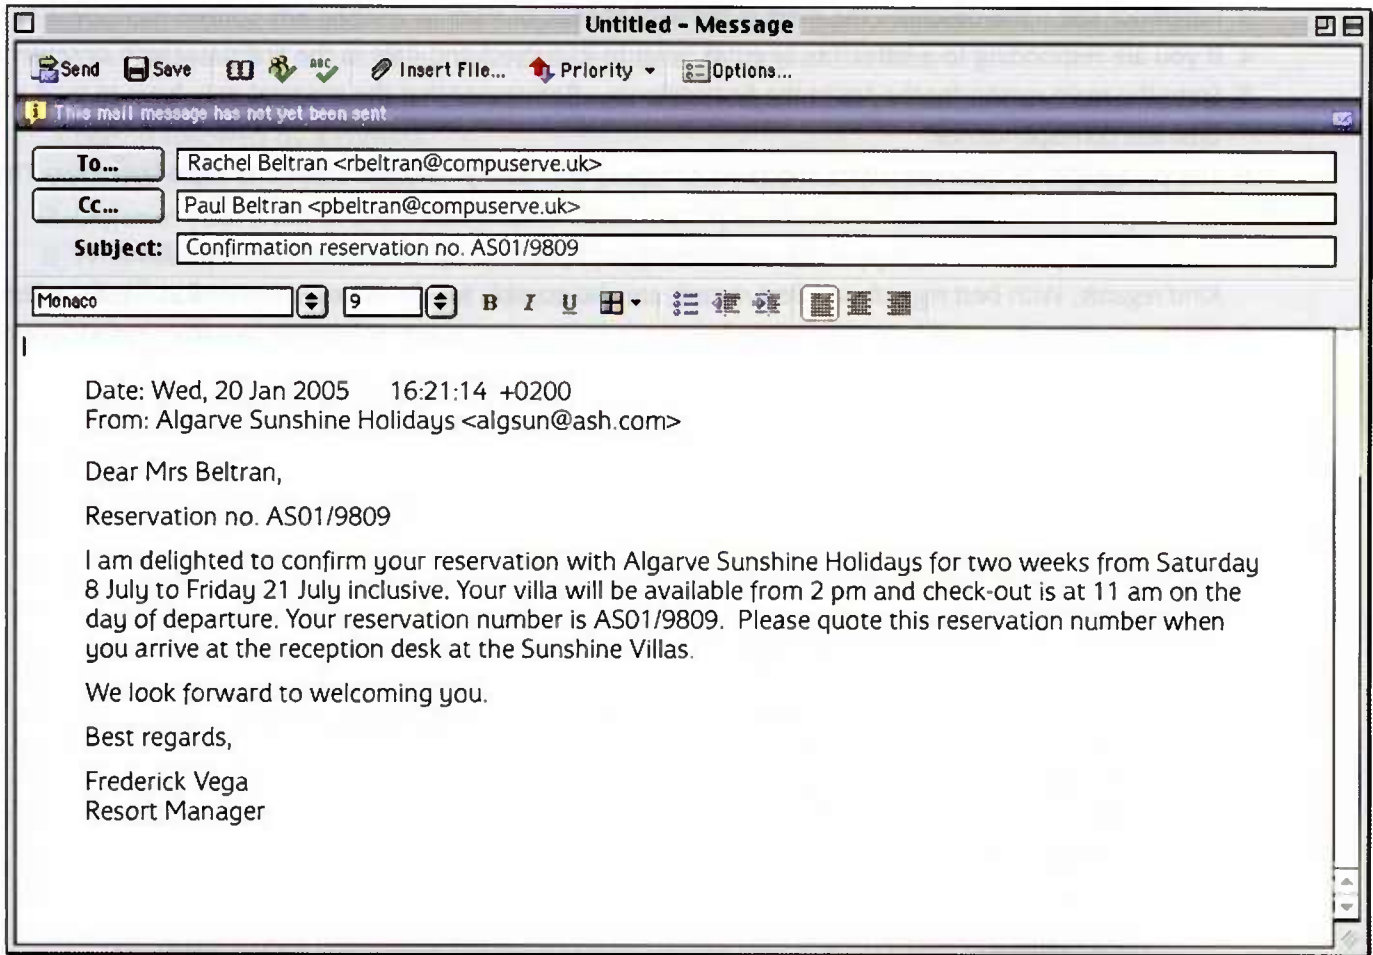 Untitled - Message
Send Save ABC Insert File... Priority Options...
This mail message has not yet been sent.
To... Rachel Beltran <rbeltran@compuserve.uk>
Cc... Paul Beltran <pbeltran@compuserve.uk>
Subject: Confirmation reservation no. AS01/9809
Monaco 9 B I U
Date: Wed, 20 Jan 2005 16:21:14 +0200
From: Algarve Sunshine Holidays <algsun@ash.com>
Dear Mrs Beltran,
Reservation no. AS01/9809
I am delighted to confirm your reservation with Algarve Sunshine Holidays for two weeks from Saturday
8 July to Friday 21 July inclusive. Your villa will be available from 2 pm and check-out is at 11 am on the
day of departure. Your reservation number is AS01/9809. Please quote this reservation number when
you arrive at the reception desk at the Sunshine Villas.
We look forward to welcoming you.
Best regards,
Frederick Vega
Resort Manager